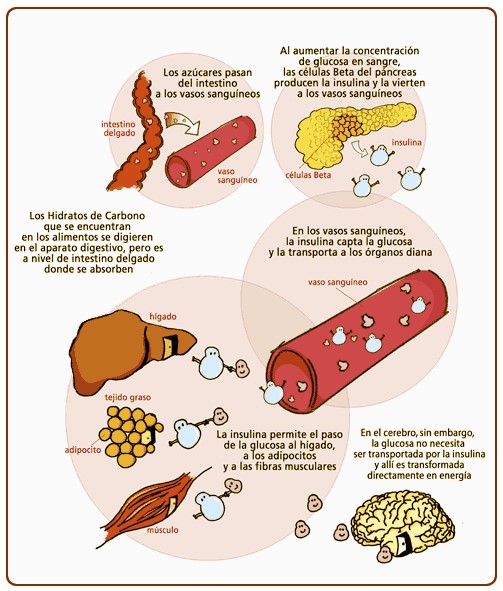 Los azúcares pasan
del intestino
a los vasos sanguíneos
intestino
delgado
vaso
sanguíneo
Al aumentar la concentración
de glucosa en sangre,
las células Beta del páncreas
producen la insulina y la vierten
a los vasos sanguíneos
insulina
células Beta
Los Hidratos de Carbono
que se encuentran
en los alimentos se digieren
en el aparato digestivo, pero es
a nivel de intestino delgado
donde se absorben
En los vasos sanguíneos,
la insulina capta la glucosa
y la transporta a los órganos diana
vaso sanguíneo
hígado
tejido graso
adipocito
músculo
La insulina permite el paso
de la glucosa al hígado,
a los adipocitos
y a las fibras musculares
En el cerebro, sin embargo,
la glucosa no necesita
ser transportada por la insulina
y allí es transformada
directamente en energía